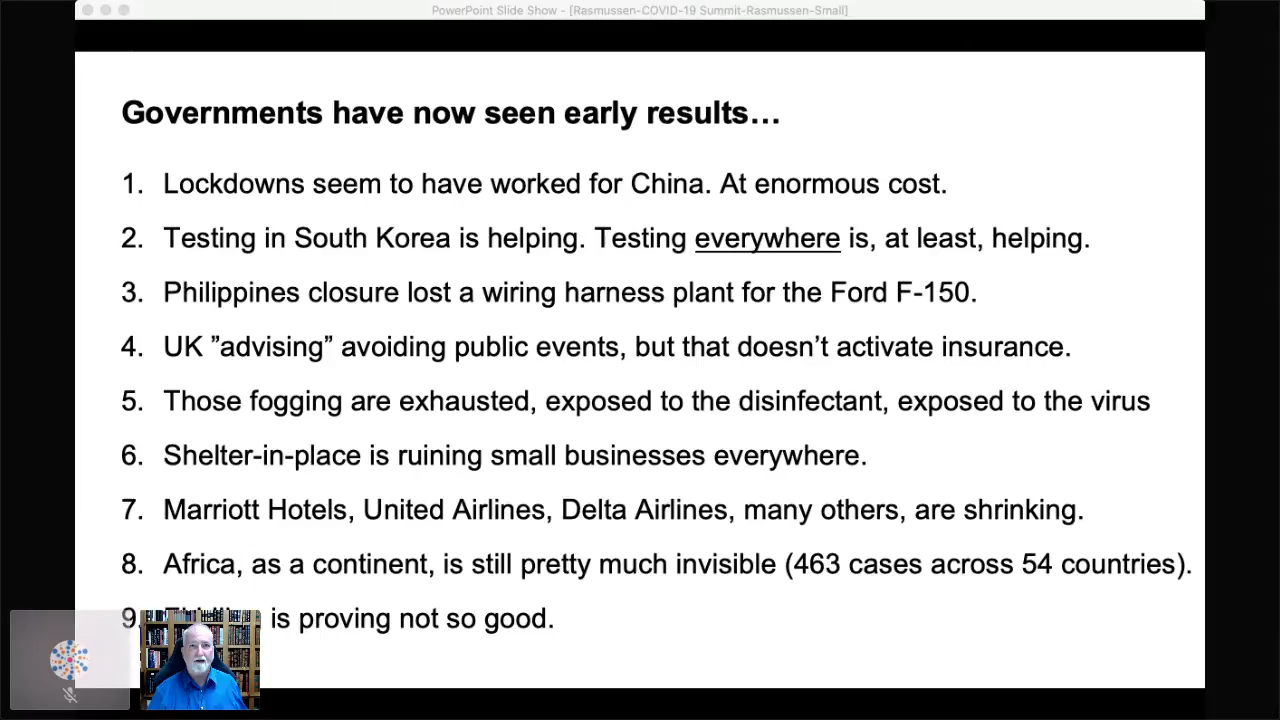 PowerPoint Slide Show - [Rasmussen-COVID-19 Summit-Rasmussen-Small]
Governments have now seen early results…
1. Lockdowns seem to have worked for China. At enormous cost.
2. Testing in South Korea is helping. Testing everywhere is, at least, helping.
3. Philippines closure lost a wiring harness plant for the Ford F-150.
4. UK ”advising” avoiding public events, but that doesn’t activate insurance.
5. Those fogging are exhausted, exposed to the disinfectant, exposed to the virus
6. Shelter-in-place is ruining small businesses everywhere.
7. Marriott Hotels, United Airlines, Delta Airlines, many others, are shrinking.
8. Africa, as a continent, is still pretty much invisible (463 cases across 54 countries).
9. is proving not so good.